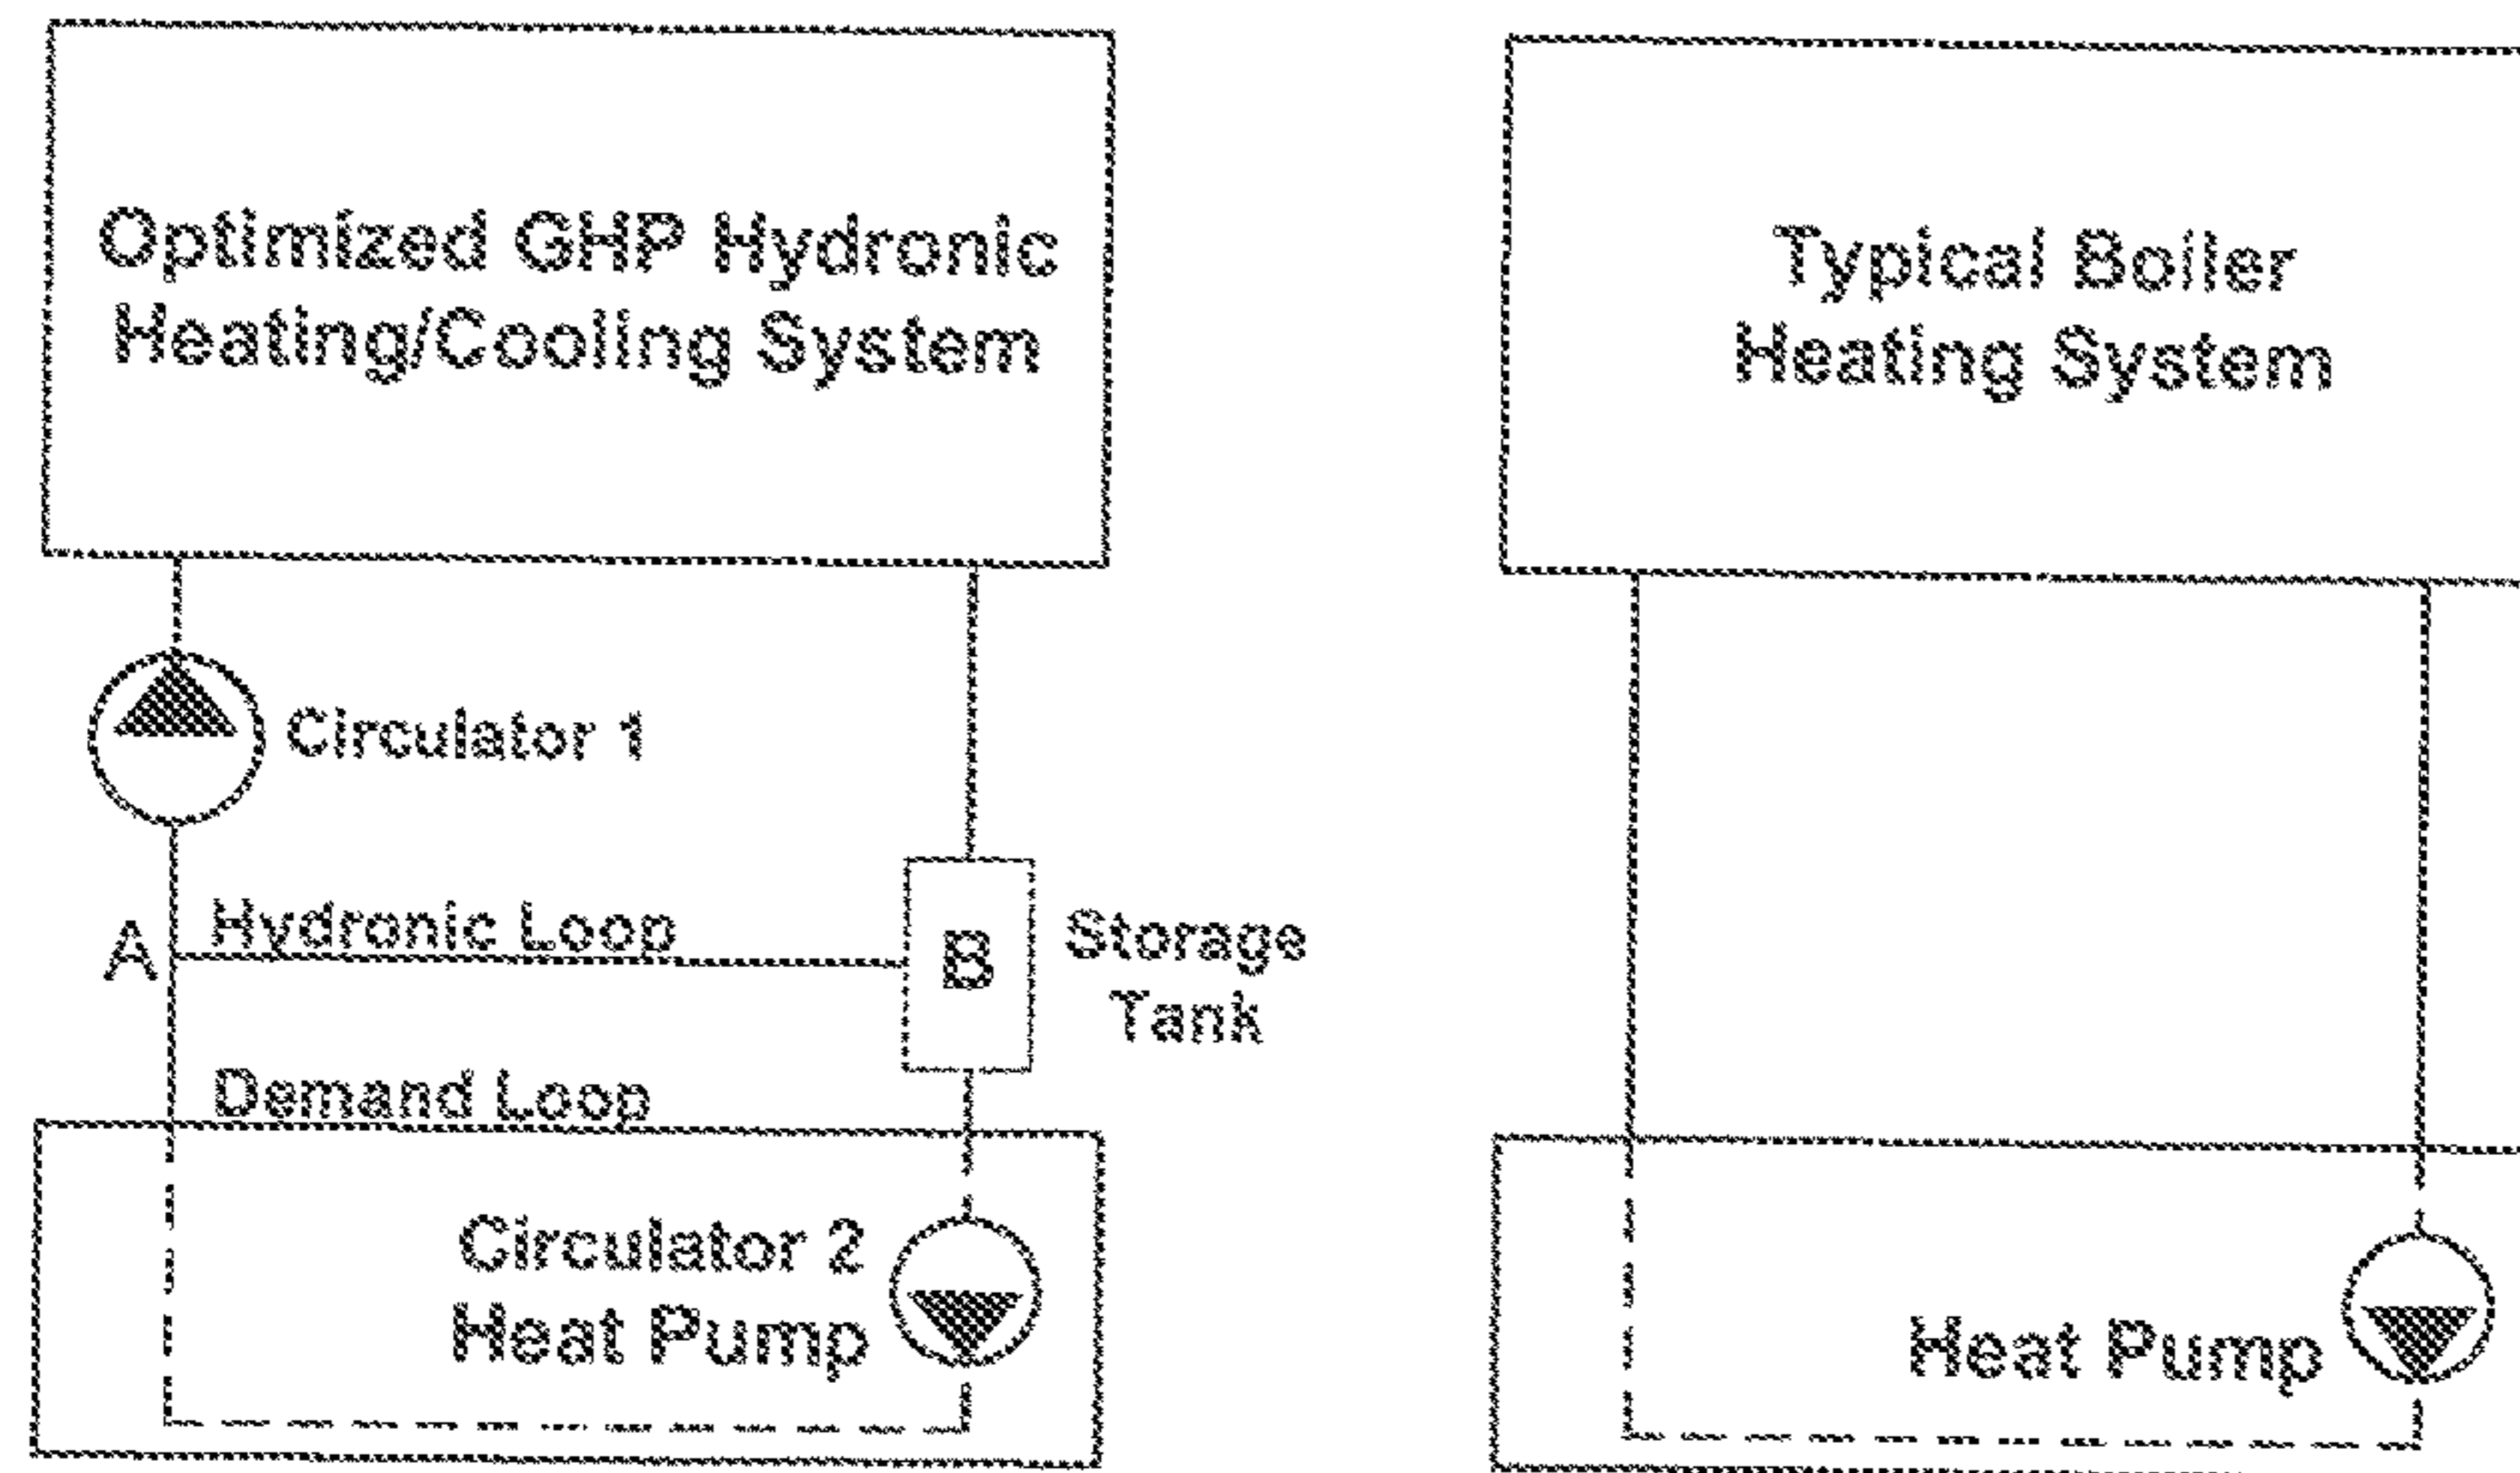 Optimized GHP Hydronic
Heating/Cooling System
Circulator 1
A
Hydronic Loop
B
Storage
Tank
Demand Loop
Circulator 2
Heat Pump
Typical Boiler
Heating System
Heat Pump